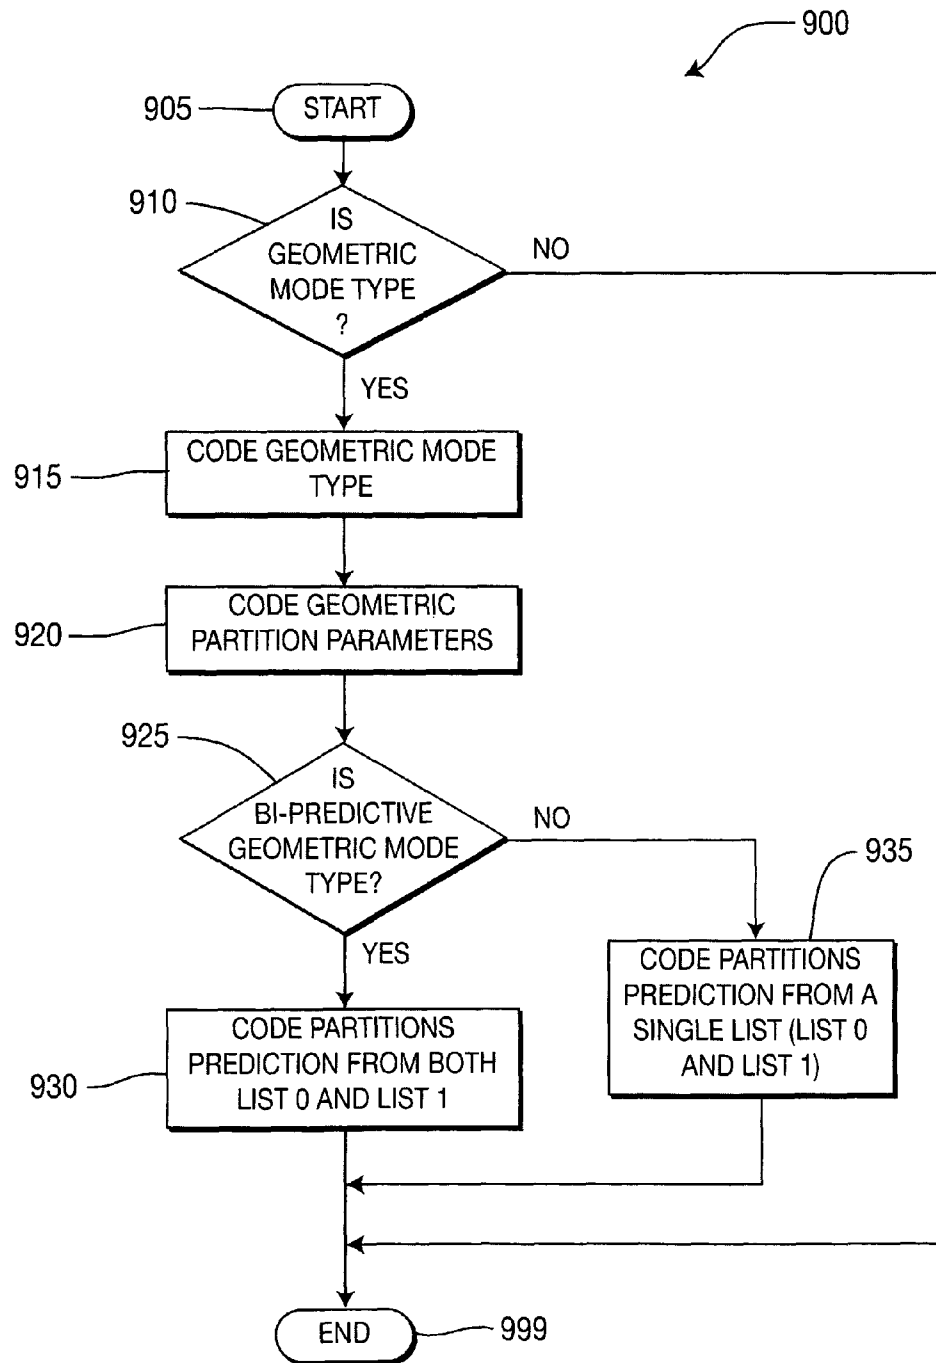 900
905
START
910
IS
GEOMETRIC
MODE TYPE
?
NO
YES
915
CODE GEOMETRIC MODE
TYPE
920
CODE GEOMETRIC
PARTITION PARAMETERS
925
IS
BI-PREDICTIVE
GEOMETRIC MODE
TYPE?
NO
YES
935
CODE PARTITIONS
PREDICTION FROM A
SINGLE LIST (LIST 0
AND LIST 1)
930
CODE PARTITIONS
PREDICTION FROM BOTH
LIST 0 AND LIST 1
END
999